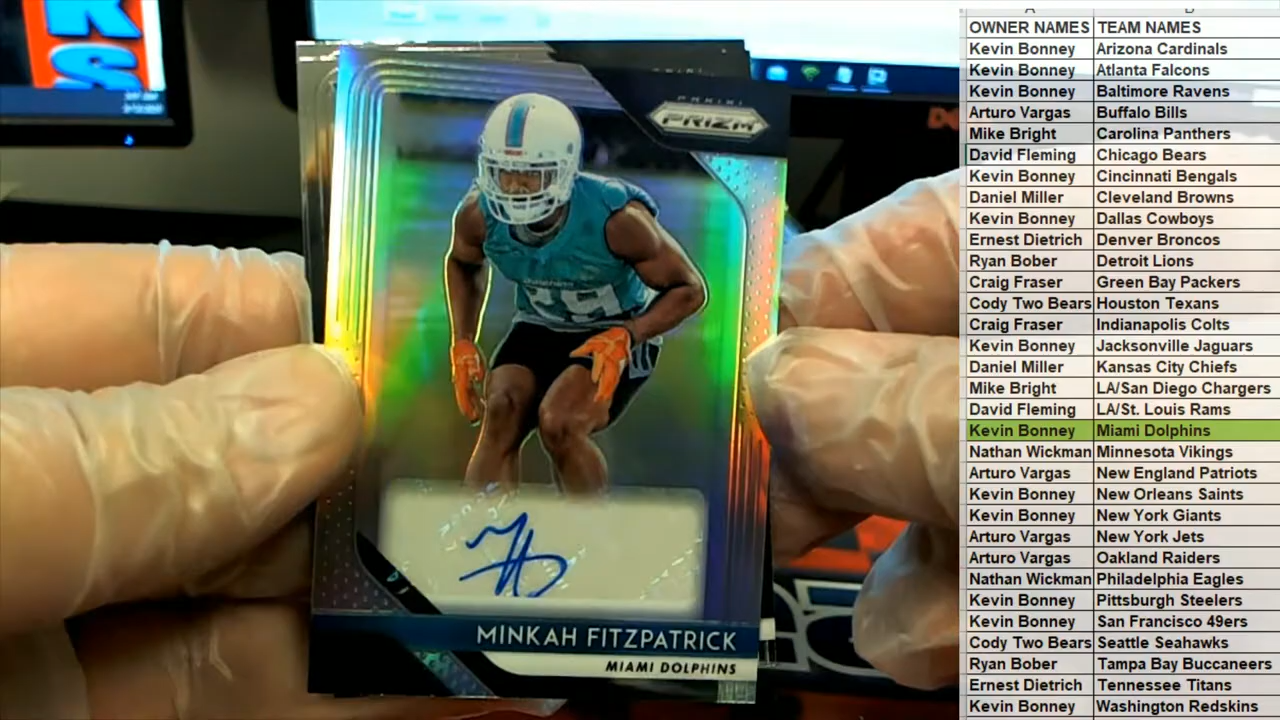 KS
PANINI
PRIZM
29
MINKAH FITZPATRICK
MIAMI DOLPHINS
OWNER NAMES TEAM NAMES
Kevin Bonney Arizona Cardinals
Kevin Bonney Atlanta Falcons
Kevin Bonney Baltimore Ravens
Arturo Vargas Buffalo Bills
Mike Bright Carolina Panthers
David Fleming Chicago Bears
Kevin Bonney Cincinnati Bengals
Daniel Miller Cleveland Browns
Kevin Bonney Dallas Cowboys
Ernest Dietrich Denver Broncos
Ryan Bober Detroit Lions
Craig Fraser Green Bay Packers
Cody Two Bears Houston Texans
Craig Fraser Indianapolis Colts
Kevin Bonney Jacksonville Jaguars
Daniel Miller Kansas City Chiefs
Mike Bright LA/San Diego Chargers
David Fleming LA/St. Louis Rams
Kevin Bonney Miami Dolphins
Nathan Wickman Minnesota Vikings
Arturo Vargas New England Patriots
Kevin Bonney New Orleans Saints
Kevin Bonney New York Giants
Arturo Vargas New York Jets
Arturo Vargas Oakland Raiders
Nathan Wickman Philadelphia Eagles
Kevin Bonney Pittsburgh Steelers
Kevin Bonney San Francisco 49ers
Cody Two Bears Seattle Seahawks
Ryan Bober Tampa Bay Buccaneers
Ernest Dietrich Tennessee Titans
Kevin Bonney Washington Redskins